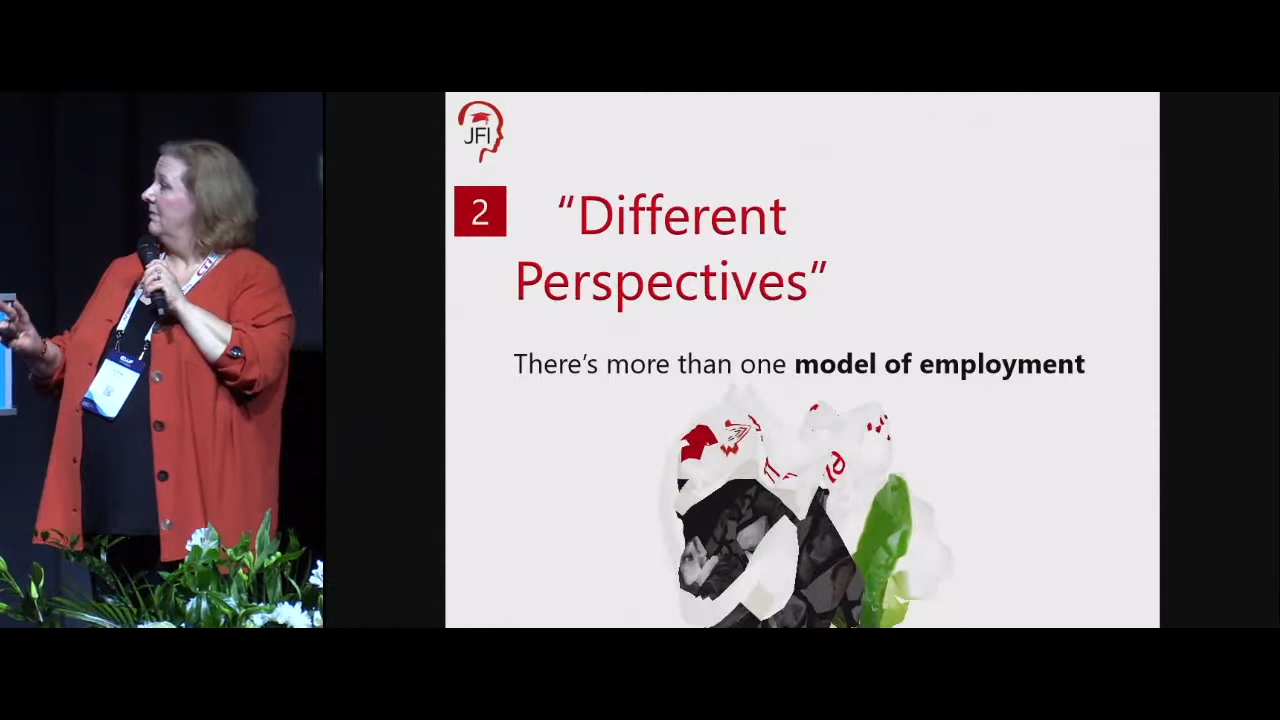 JFI
2
“Different
Perspectives”
There’s more than one model of employment